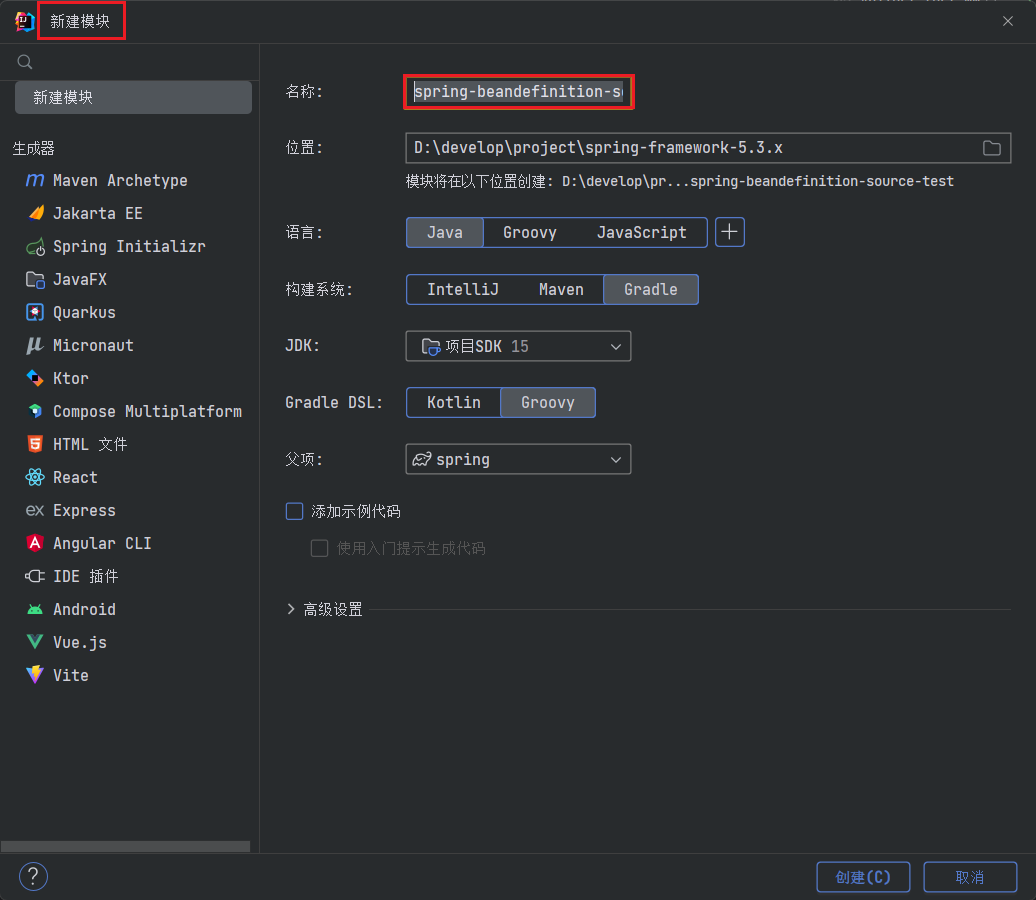 新建模块
新建模块
生成器
Maven Archetype
Jakarta EE
Spring Initializr
JavaFX
Quarkus
Micronaut
Ktor
Compose Multiplatform
HTML 文件
React
Express
Angular CLI
IDE 插件
Android
Vue.js
Vite
名称:
spring-beandefinition-s
位置:
D:\develop\project\spring-framework-5.3.x
模块将在以下位置创建: D:\develop\pr...spring-beandefinition-source-test
语言:
Java Groovy JavaScript
构建系统:
IntelliJ Maven Gradle
JDK:
项目SDK 15
Gradle DSL:
Kotlin Groovy
父项:
spring
添加示例代码
使用入门提示生成代码
高级设置
?
创建(C) 取消